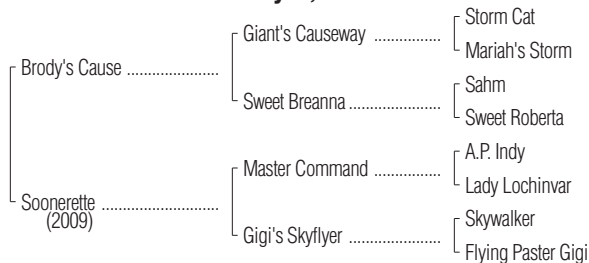 Storm Cat
Giant's Causeway ................
Mariah's Storm
Brody's Cause ......................
Sahm
Sweet Breanna ......................
Sweet Roberta
A.P. Indy
Master Command ................
Lady Lochinvar
Soonerette ............................
(2009)
Skywalker
Gigi's Skyflyer ......................
Flying Paster Gigi